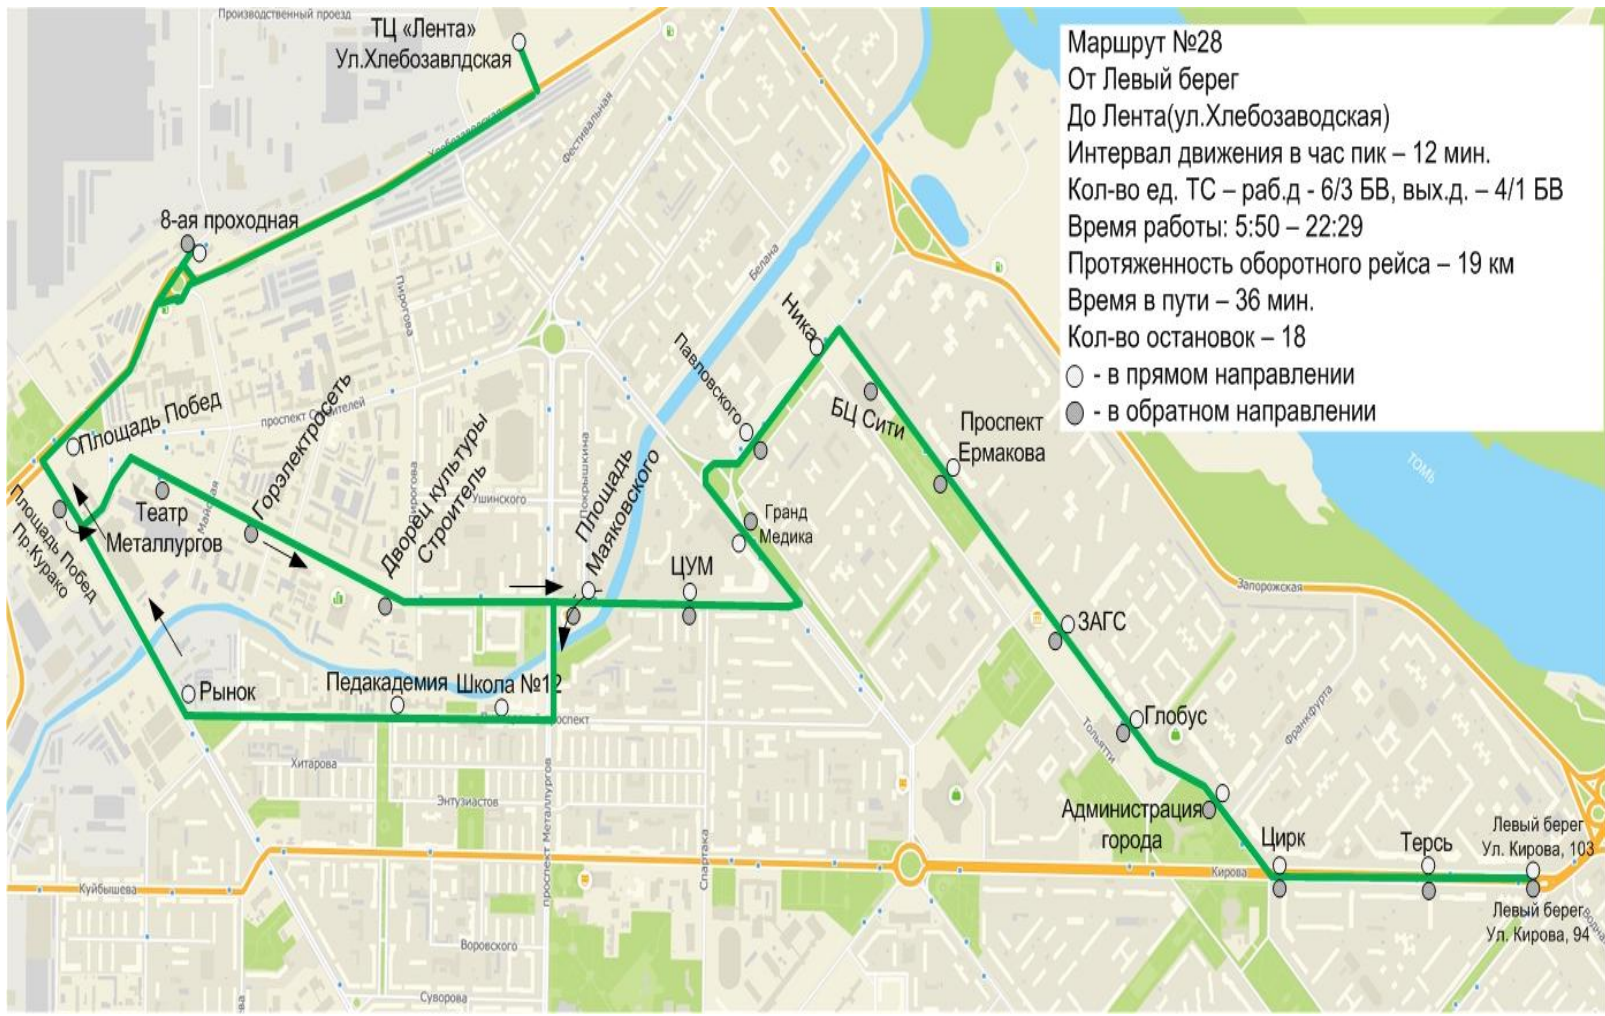 Производственный проезд
ТЦ «Лента»
Ул.Хлебозавлдская
Маршрут №28
От Левый берег
До Лента(ул.Хлебозаводская)
Интервал движения в час пик – 12 мин.
Кол-во ед. ТС – раб.д - 6/3 БВ, вых.д. – 4/1 БВ
Время работы: 5:50 – 22:29
Протяженность оборотного рейса – 19 км
Время в пути – 36 мин.
Кол-во остановок – 18
- в прямом направлении
- в обратном направлении
Хлебозаводская
Фестивальная
8-ая проходная
Белана
Пирогова
Ника
Павловского
БЦ Сити
Проспект
Ермакова
Площадь Побед
Горэлектросеть
Дворец культуры
Строитель
Пирогова
Ушинского
Покрышкина
Площадь
Маяковского
ТОМЬ
Площадь Побед
Пр.Курако
Театр
Металлургов
Майская
Гранд
Медика
ЦУМ
Запорожская
ЗАГС
Рынок
Педакадемия
Школа №12
Глобус
Тольятти
Франкфурта
Хитарова
Энтузиастов
проспект Металлургов
Спартака
Администрация
города
Цирк
Терсь
Левый берег
Ул. Кирова, 103
Кирова
Куйбышева
Левый берег
Ул. Кирова, 94
Воровского
Суворова